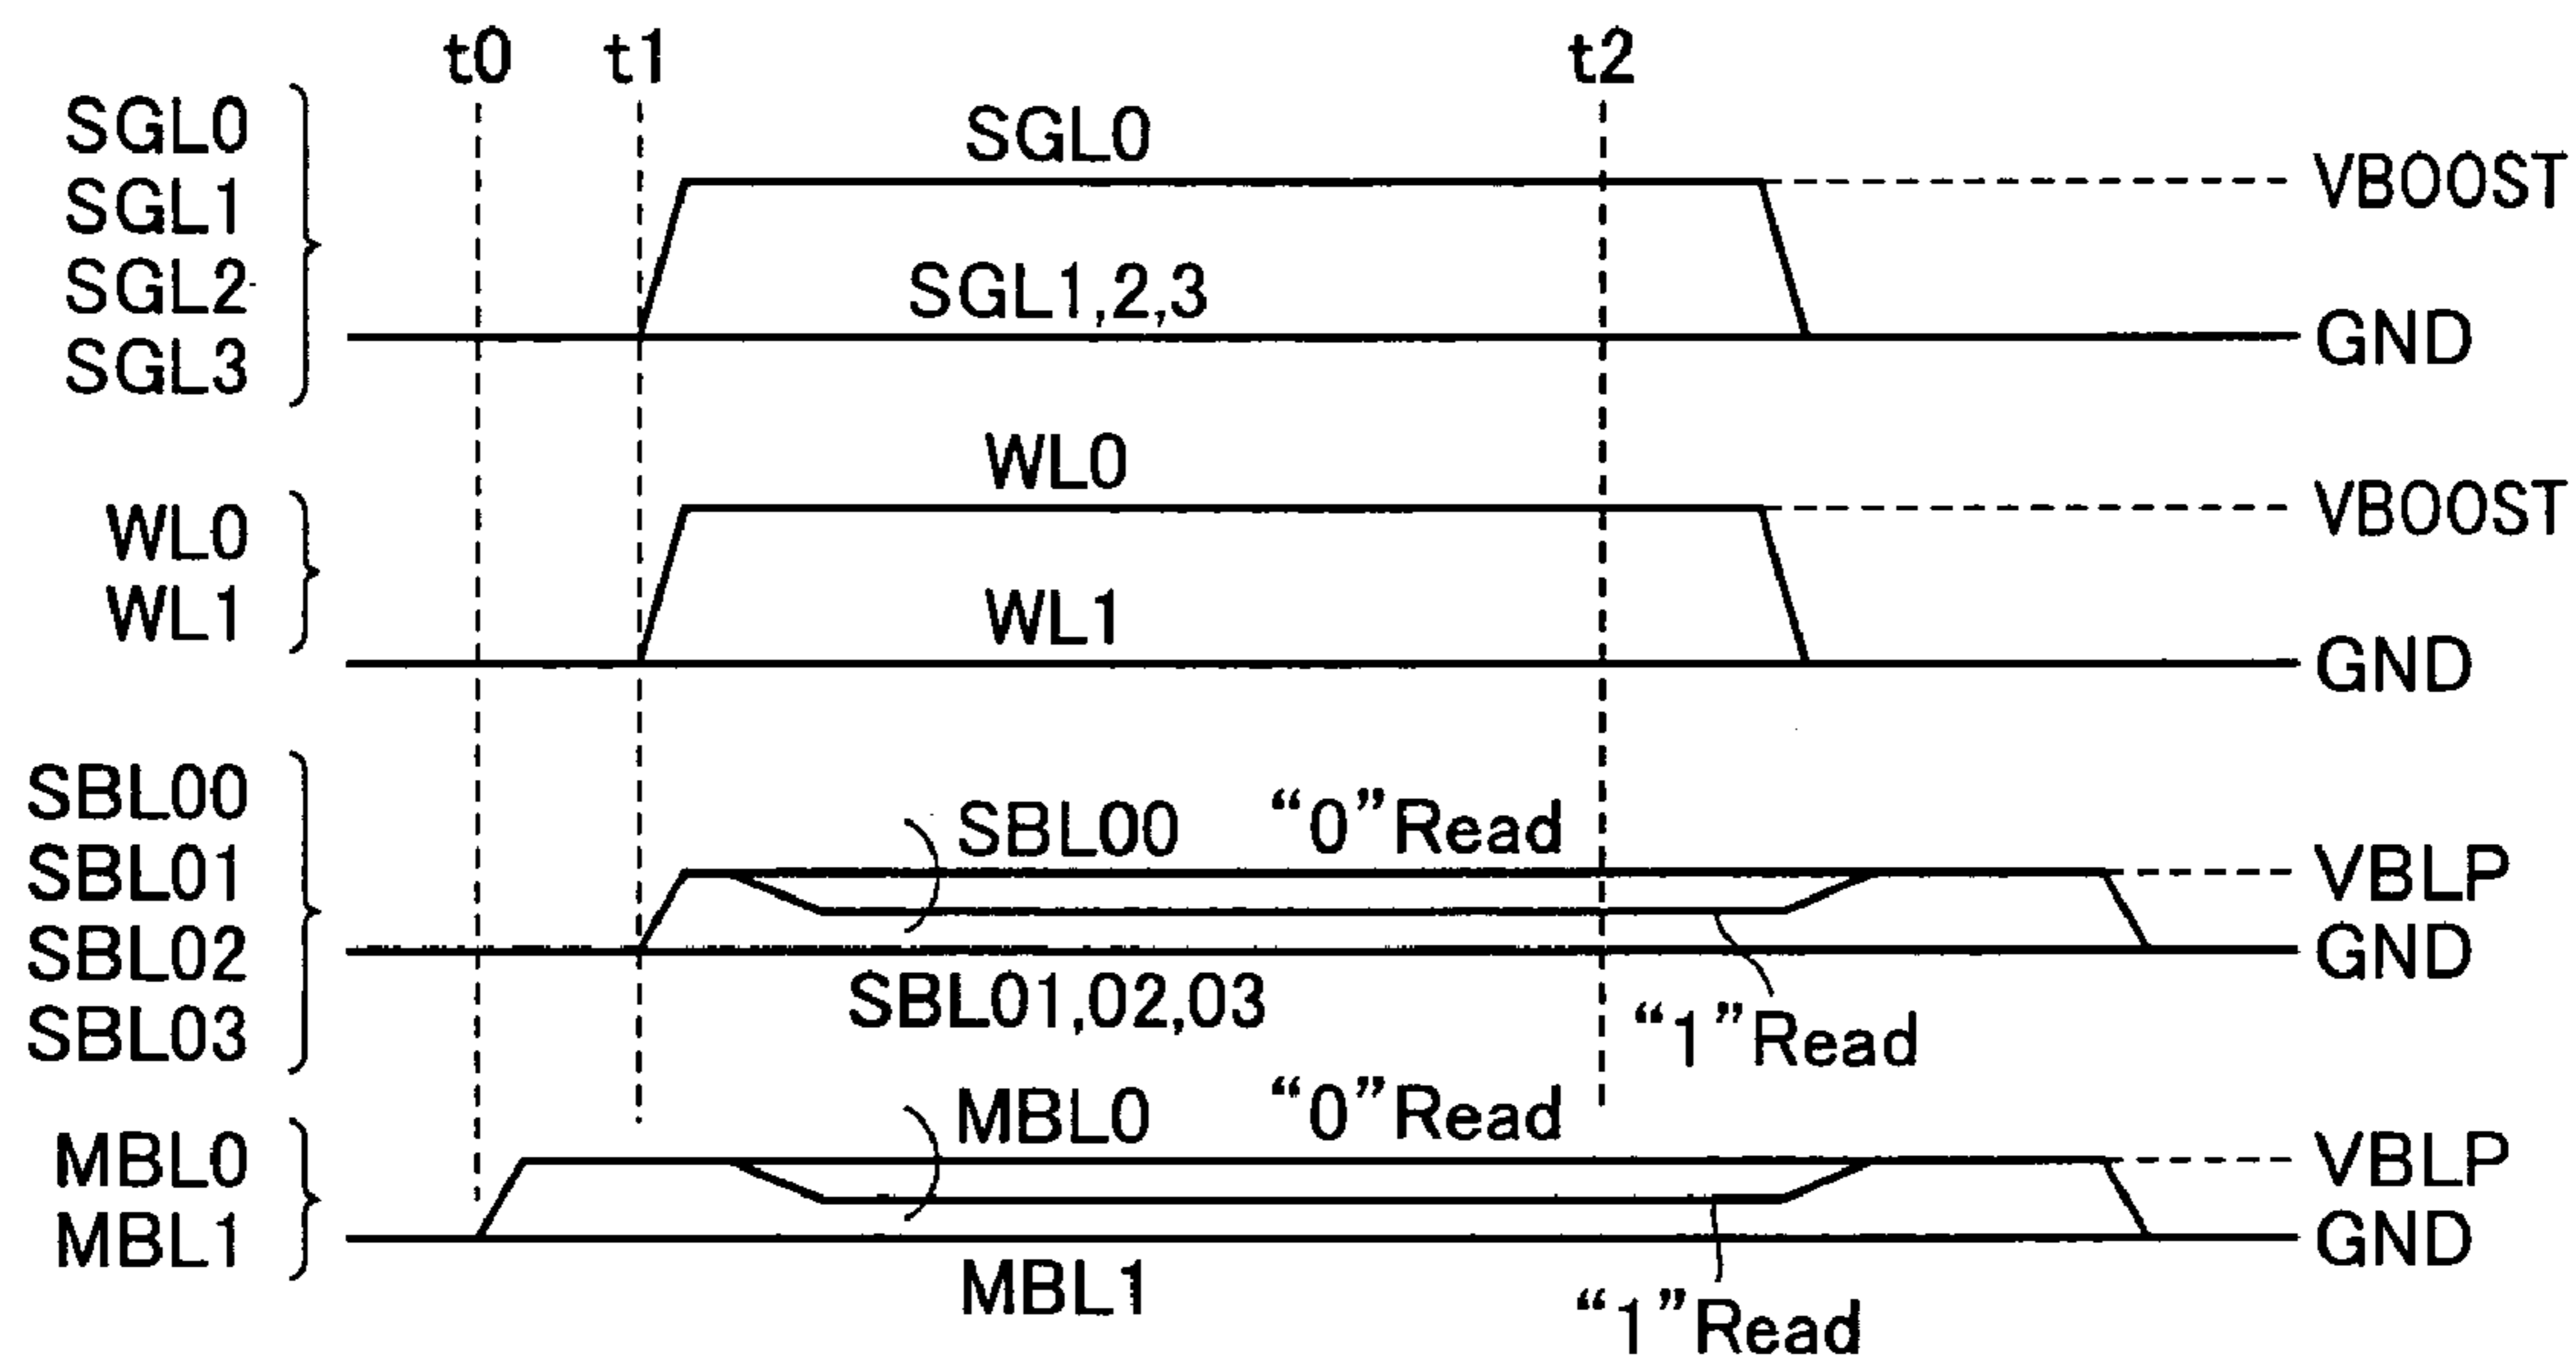 t0 t1 t2
SGL0
SGL1
SGL2
SGL3
SGL0
VBOOST
SGL1,2,3
GND
WL0
WL1
WL0
VBOOST
WL1
GND
SBL00
SBL01
SBL02
SBL03
SBL00 “0”Read
VBLP
GND
SBL01,02,03
“1”Read
MBL0
MBL1
MBL0 “0”Read
VBLP
GND
MBL1
“1”Read